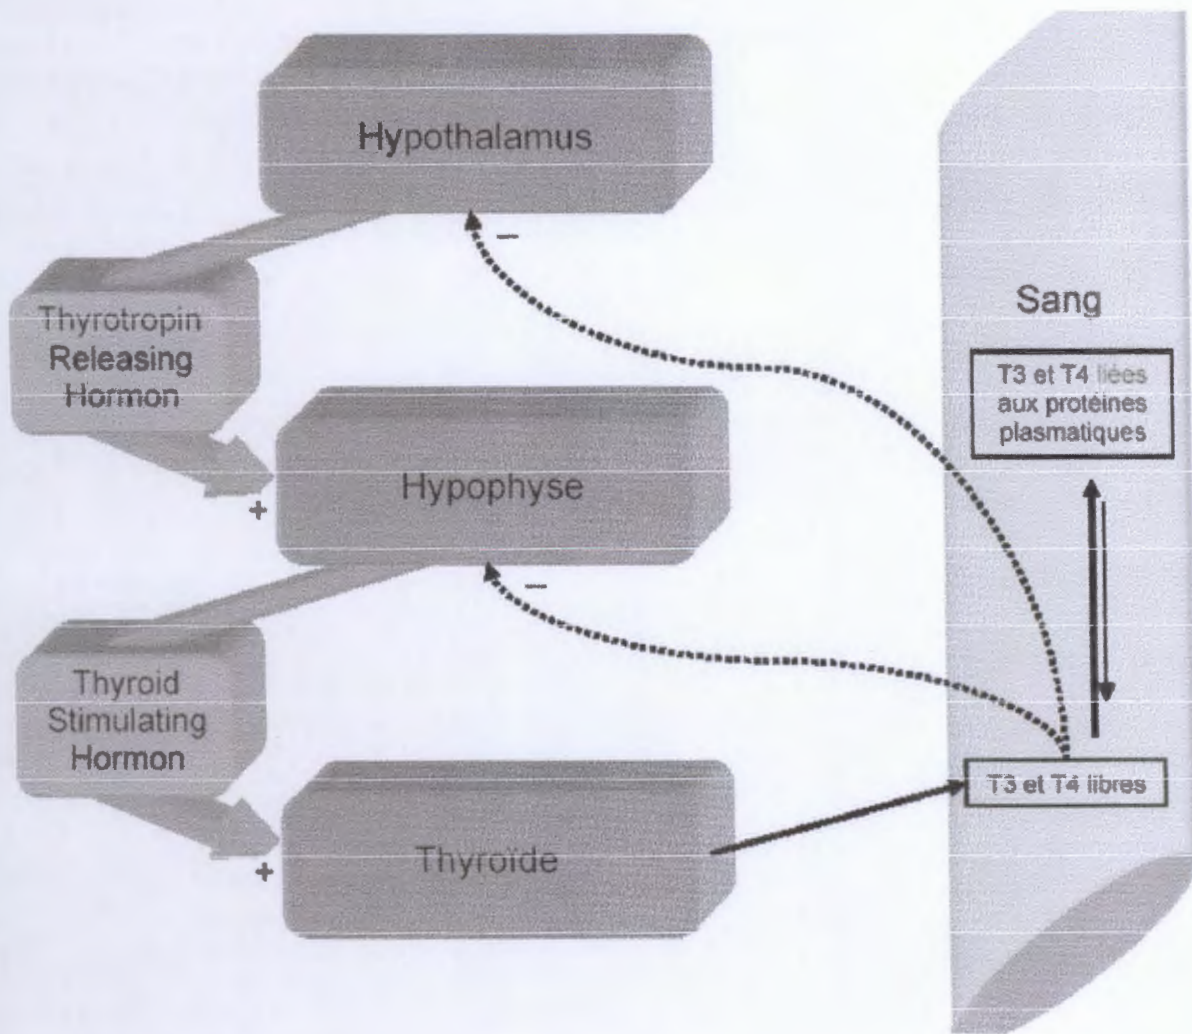 Hypothalamus
Thyrotropin
Releasing
Hormon
+
Hypophyse
Thyroid
Stimulating
Hormon
+
Thyroïde
–
–
Sang
T3 et T4 liées
aux protéines
plasmatiques
T3 et T4 libres